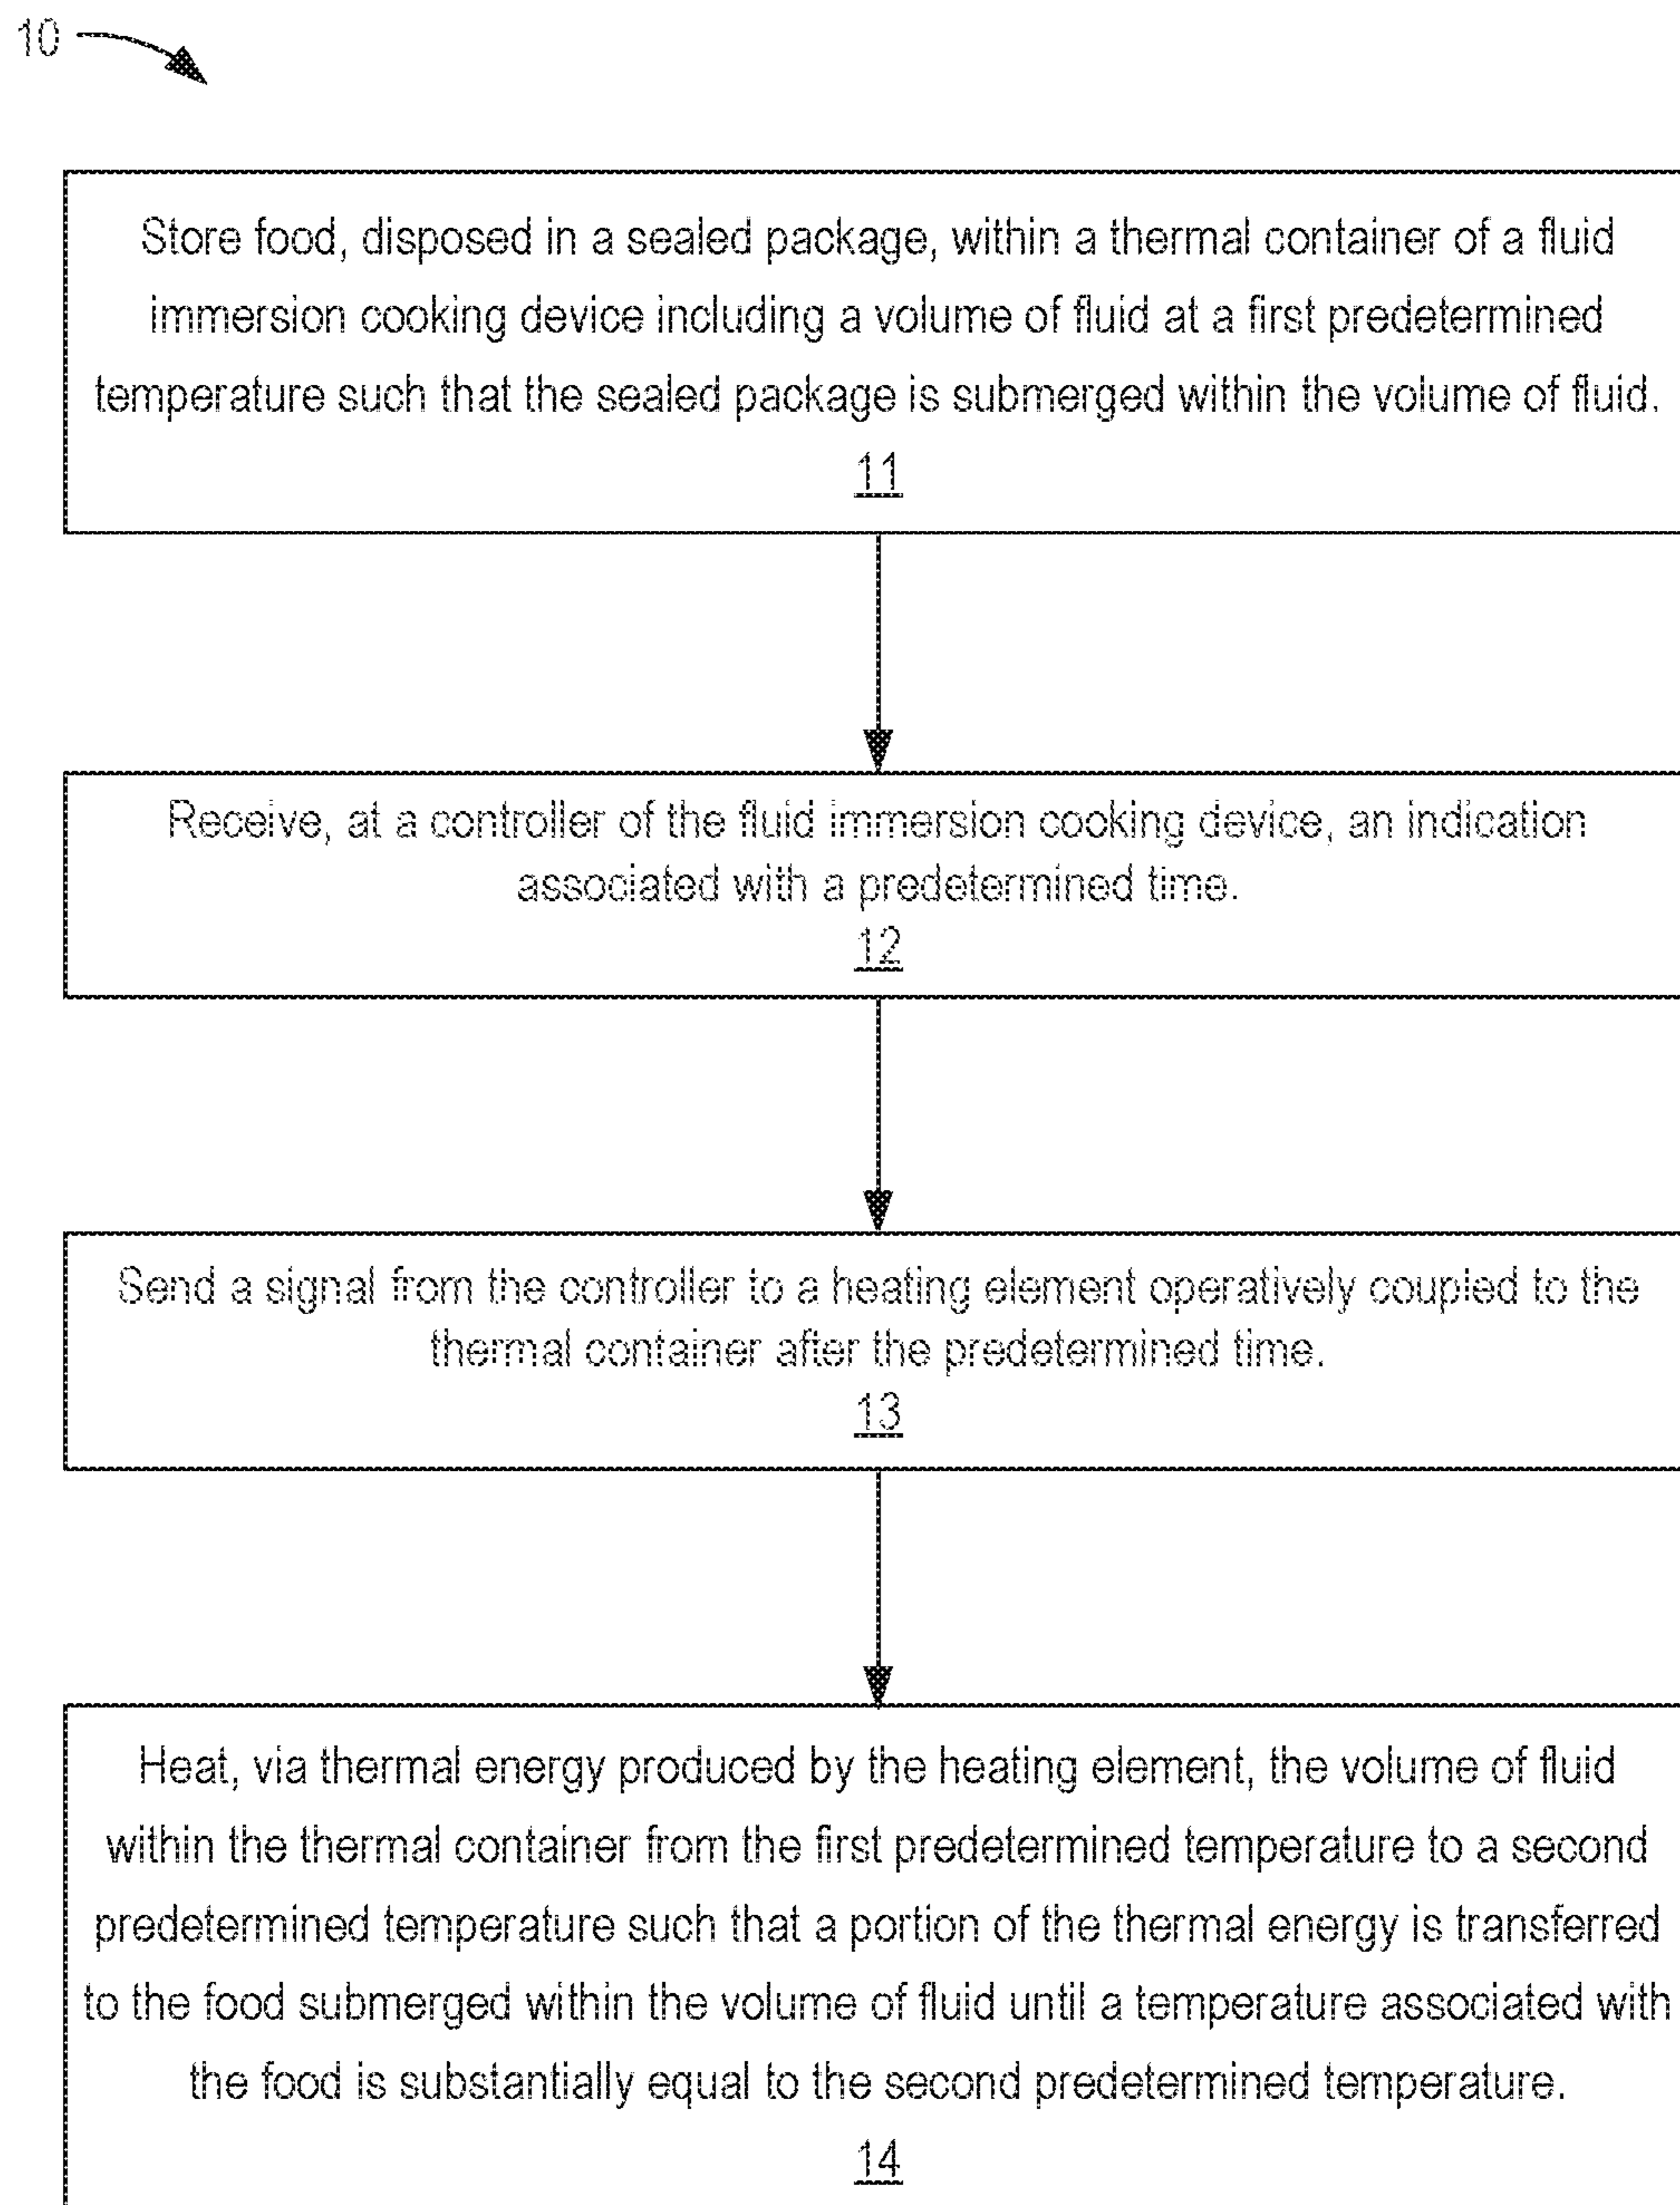 10
Store food, disposed in a sealed package, within a thermal container of a fluid
immersion cooking device including a volume of fluid at a first predetermined
temperature such that the sealed package is submerged within the volume of fluid.
11
Receive, at a controller of the fluid immersion cooking device, an indication
associated with a predetermined time.
12
Send a signal from the controller to a heating element operatively coupled to the
thermal container after the predetermined time.
13
Heat, via thermal energy produced by the heating element, the volume of fluid
within the thermal container from the first predetermined temperature to a second
predetermined temperature such that a portion of the thermal energy is transferred
to the food submerged within the volume of fluid until a temperature associated with
the food is substantially equal to the second predetermined temperature.
14